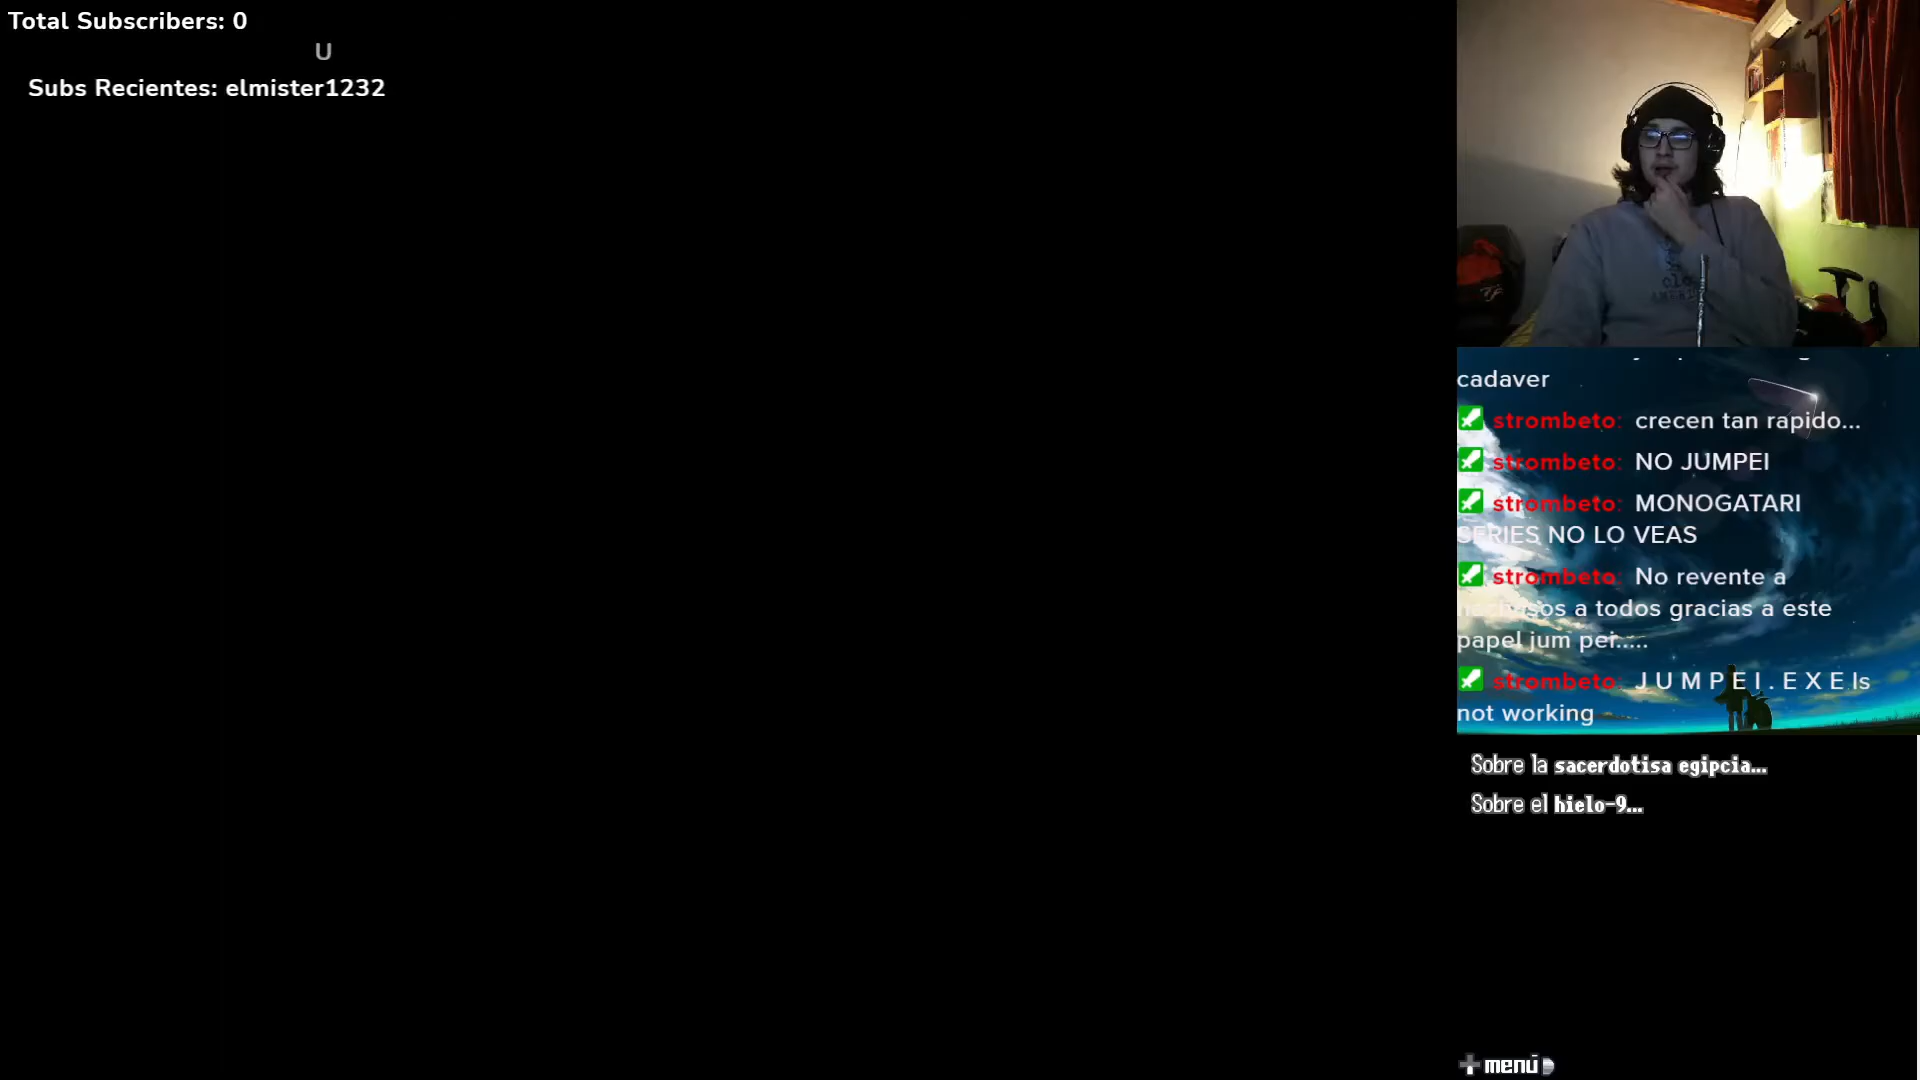 Total Subscribers: 0
U
Subs Recientes: elmister1232
cadaver
strombeto: crecen tan rapido...
strombeto: NO JUMPEI
strombeto: MONOGATARI
SERIES NO LO VEAS
strombeto: No revente a
hachasos a todos gracias a este
papel jum pei.....
strombeto: J U M P E I . E X E Is
not working
Sobre la sacerdotisa egipcia...
Sobre el hielo-9...
menú